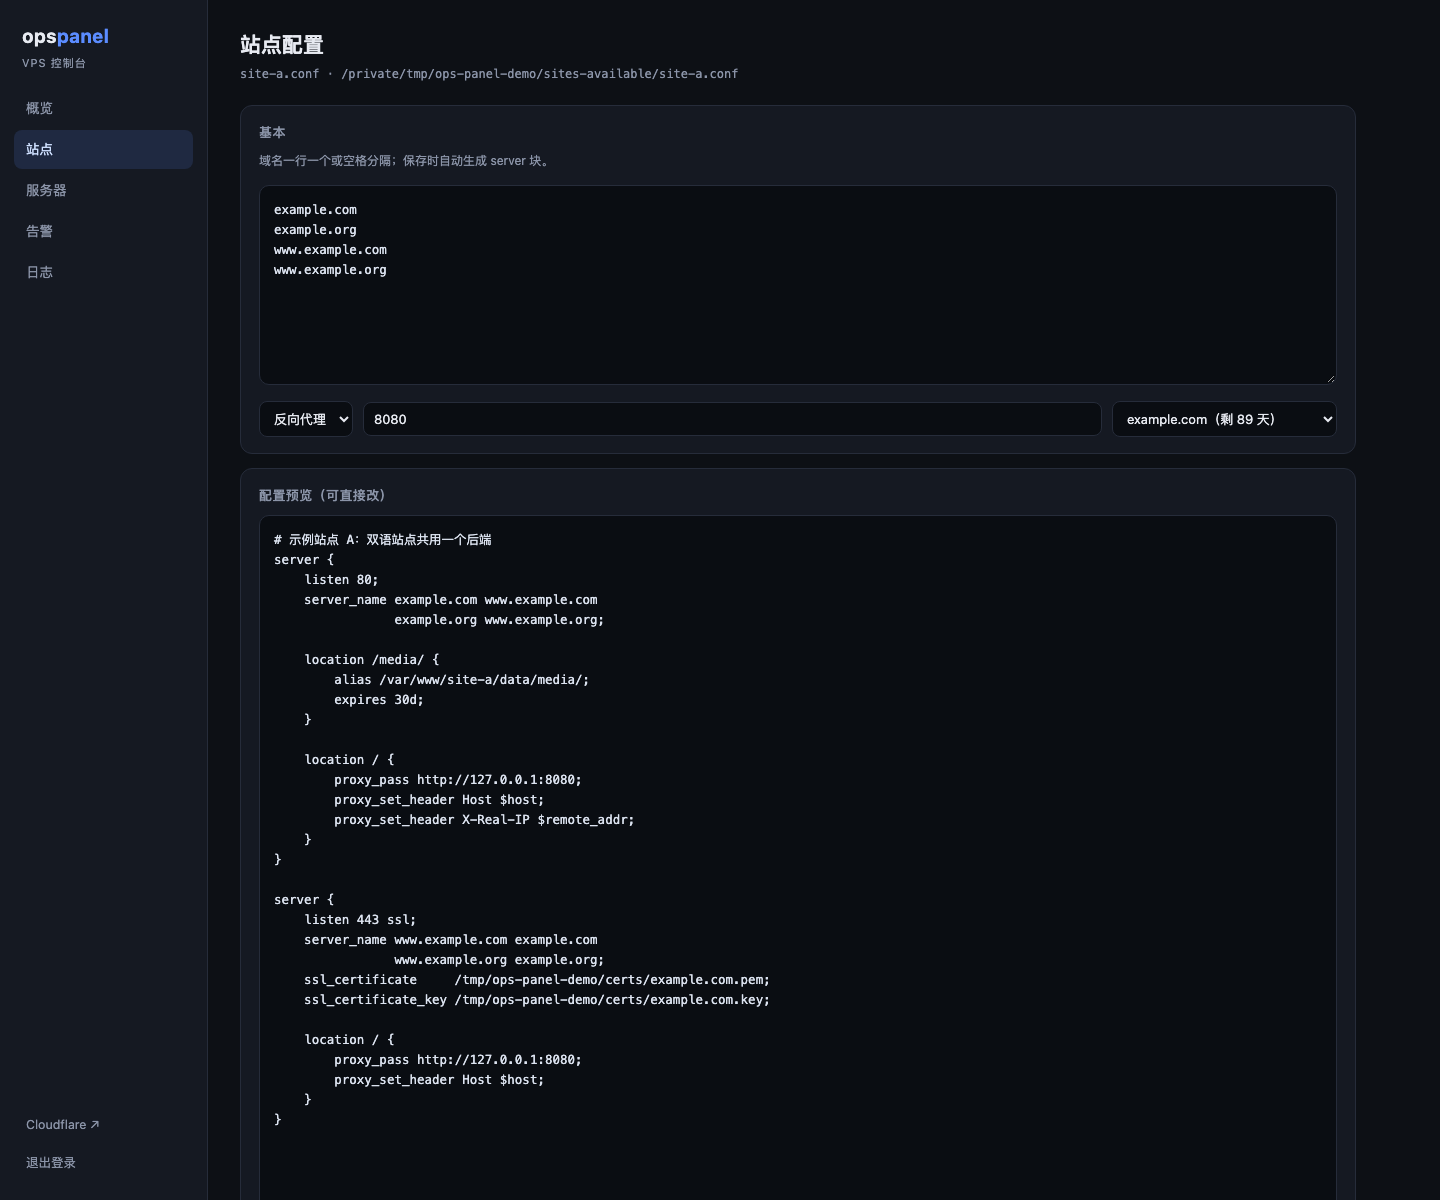 opspanel
VPS 控制台
概览
站点
服务器
告警
日志
Cloudflare ↗
退出登录
站点配置
site-a.conf · /private/tmp/ops-panel-demo/sites-available/site-a.conf
基本
域名一行一个或空格分隔；保存时自动生成 server 块。
example.com
example.org
www.example.com
www.example.org
反向代理
8080
example.com（剩 89 天）
配置预览（可直接改）
# 示例站点 A：双语站点共用一个后端
server {
    listen 80;
    server_name example.com www.example.com
                example.org www.example.org;

    location /media/ {
        alias /var/www/site-a/data/media/;
        expires 30d;
    }

    location / {
        proxy_pass http://127.0.0.1:8080;
        proxy_set_header Host $host;
        proxy_set_header X-Real-IP $remote_addr;
    }
}

server {
    listen 443 ssl;
    server_name www.example.com example.com
                www.example.org example.org;
    ssl_certificate     /tmp/ops-panel-demo/certs/example.com.pem;
    ssl_certificate_key /tmp/ops-panel-demo/certs/example.com.key;

    location / {
        proxy_pass http://127.0.0.1:8080;
        proxy_set_header Host $host;
    }
}